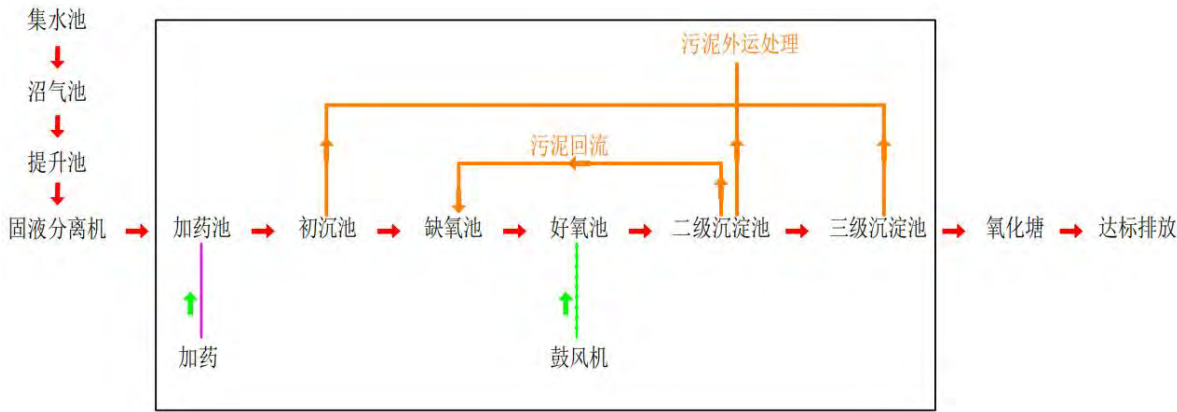 集水池
沼气池
提升池
污泥外运处理
污泥回流
固液分离机
加药池
初沉池
缺氧池
好氧池
二级沉淀池
三级沉淀池
氧化塘
达标排放
加药
鼓风机